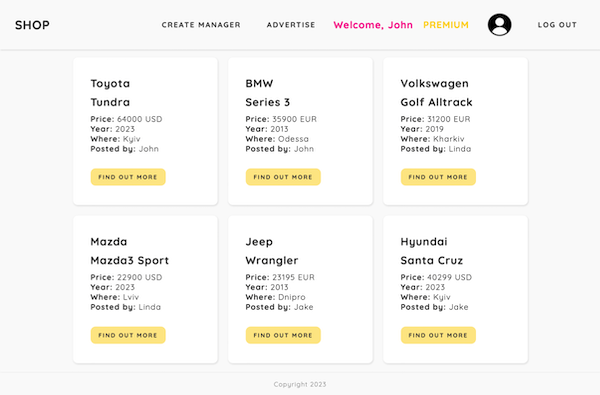 SHOP
CREATE MANAGER
ADVERTISE
Welcome, John
PREMIUM
LOG OUT
Toyota
Tundra
Price: 64000 USD
Year: 2023
Where: Kyiv
Posted by: John
FIND OUT MORE
BMW
Series 3
Price: 35900 EUR
Year: 2013
Where: Odessa
Posted by: John
FIND OUT MORE
Volkswagen
Golf Alltrack
Price: 31200 EUR
Year: 2019
Where: Kharkiv
Posted by: Linda
FIND OUT MORE
Mazda
Mazda3 Sport
Price: 22900 USD
Year: 2023
Where: Lviv
Posted by: Linda
FIND OUT MORE
Jeep
Wrangler
Price: 23195 EUR
Year: 2013
Where: Dnipro
Posted by: Jake
FIND OUT MORE
Hyundai
Santa Cruz
Price: 40299 USD
Year: 2023
Where: Kyiv
Posted by: Jake
FIND OUT MORE
Copyright 2023